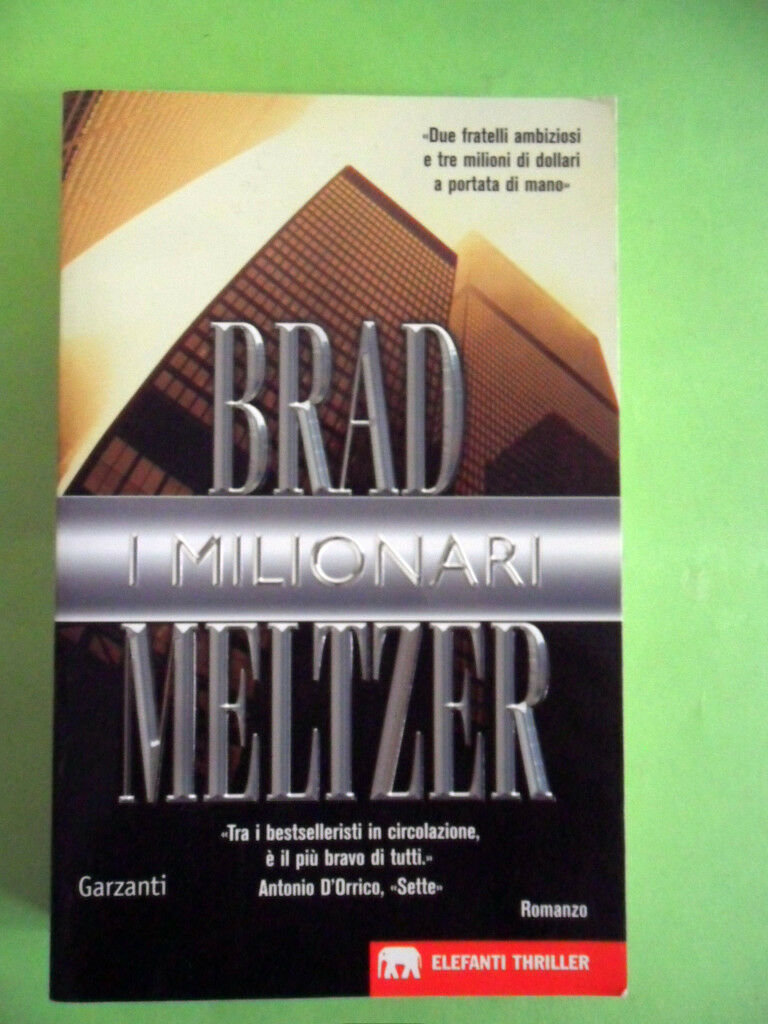 «Due fratelli ambiziosi
e tre milioni di dollari
a portata di mano»
BRAD
I MILIONARI
MELTZER
«Tra i bestselleristi in circolazione,
è il più bravo di tutti.»
Antonio D'Orrico, «Sette»
Garzanti
Romanzo
ELEFANTI THRILLER